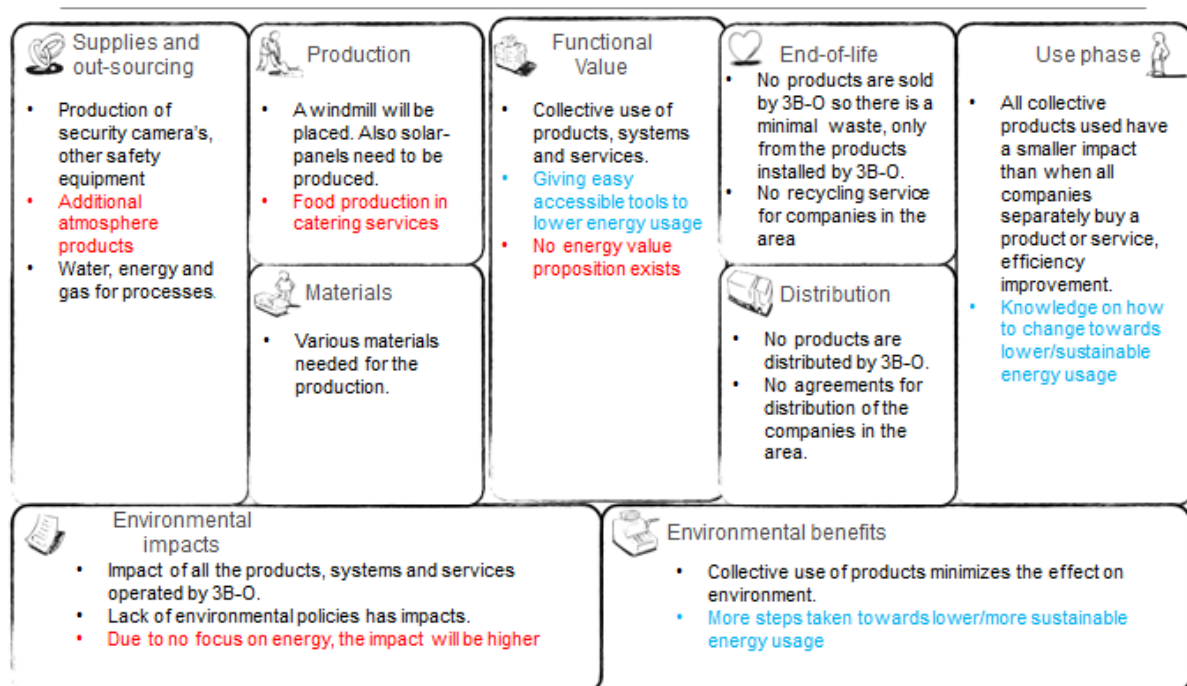 Supplies and
out-sourcing
• Production of
security camera's,
other safety
equipment
• Additional
atmosphere
products
• Water, energy and
gas for processes.
Production
• A windmill will be
placed. Also solar-
panels need to be
produced.
• Food production in
catering services
Materials
• Various materials
needed for the
production.
Functional
Value
• Collective use of
products, systems
and services.
• Giving easy
accessible tools to
lower energy usage
• No energy value
proposition exists
End-of-life
• No products are sold
by 3B-O so there is a
minimal waste, only
from the products
installed by 3B-O.
• No recycling service
for companies in the
area
Distribution
• No products are
distributed by 3B-O.
• No agreements for
distribution of the
companies in the
area.
Use phase
• All collective
products used have
a smaller impact
than when all
companies
separately buy a
product or service,
efficiency
improvement.
• Knowledge on how
to change towards
lower/sustainable
energy usage
Environmental
impacts
• Impact of all the products, systems and services
operated by 3B-O.
• Lack of environmental policies has impacts.
• Due to no focus on energy, the impact will be higher
Environmental benefits
• Collective use of products minimizes the effect on
environment.
• More steps taken towards lower/more sustainable
energy usage